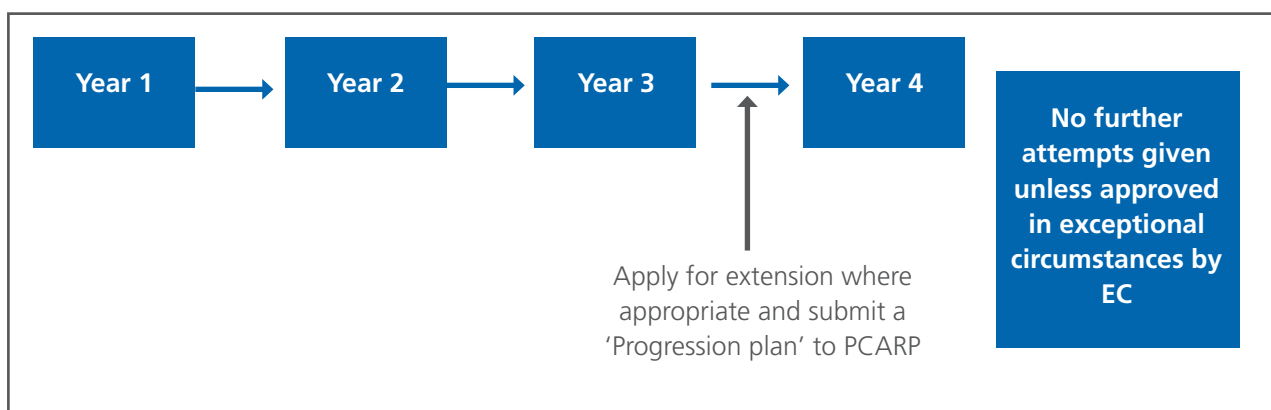 Year 1
Year 2
Year 3
Year 4
No further
attempts given
unless approved
in exceptional
circumstances by
EC
Apply for extension where
appropriate and submit a
‘Progression plan’ to PCARP